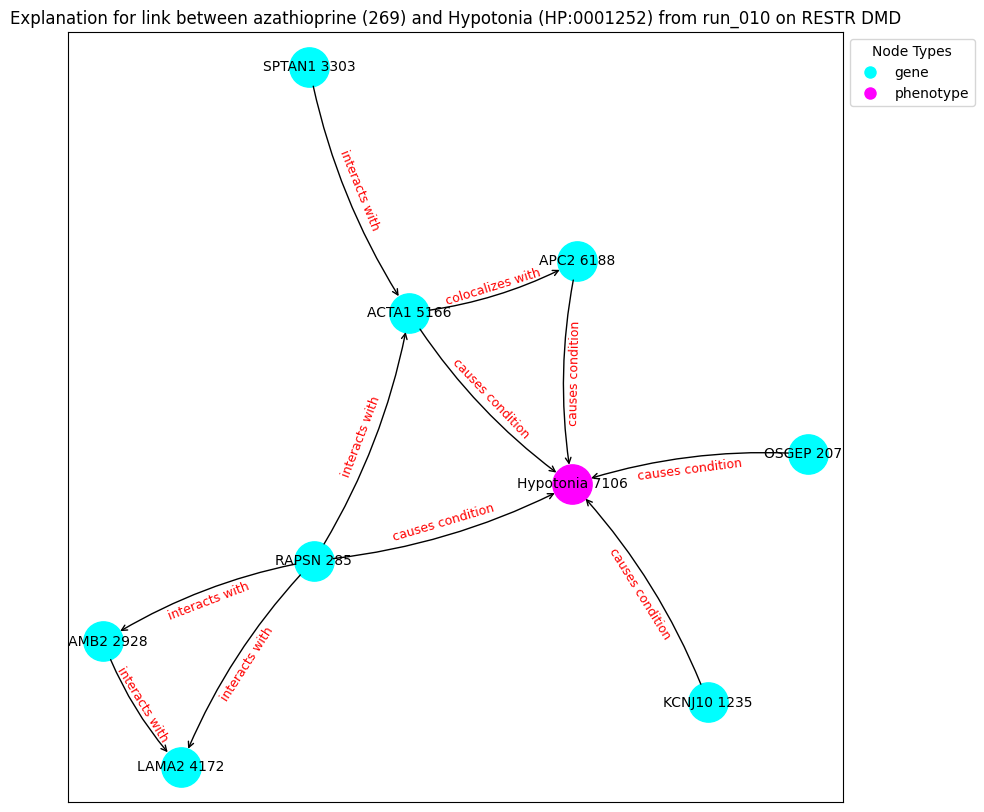 Explanation for link between azathioprine (269) and Hypotonia (HP:0001252) from run_010 on RESTR DMD
Node Types
gene
phenotype
SPTAN1 3303
interacts with
APC2 6188
colocalizes with
ACTA1 5166
causes condition
causes condition
interacts with
OSGEP 207
causes condition
Hypotonia 7106
causes condition
RAPSN 285
causes condition
interacts with
AMB2 2928
interacts with
interacts with
KCNJ10 1235
LAMA2 4172